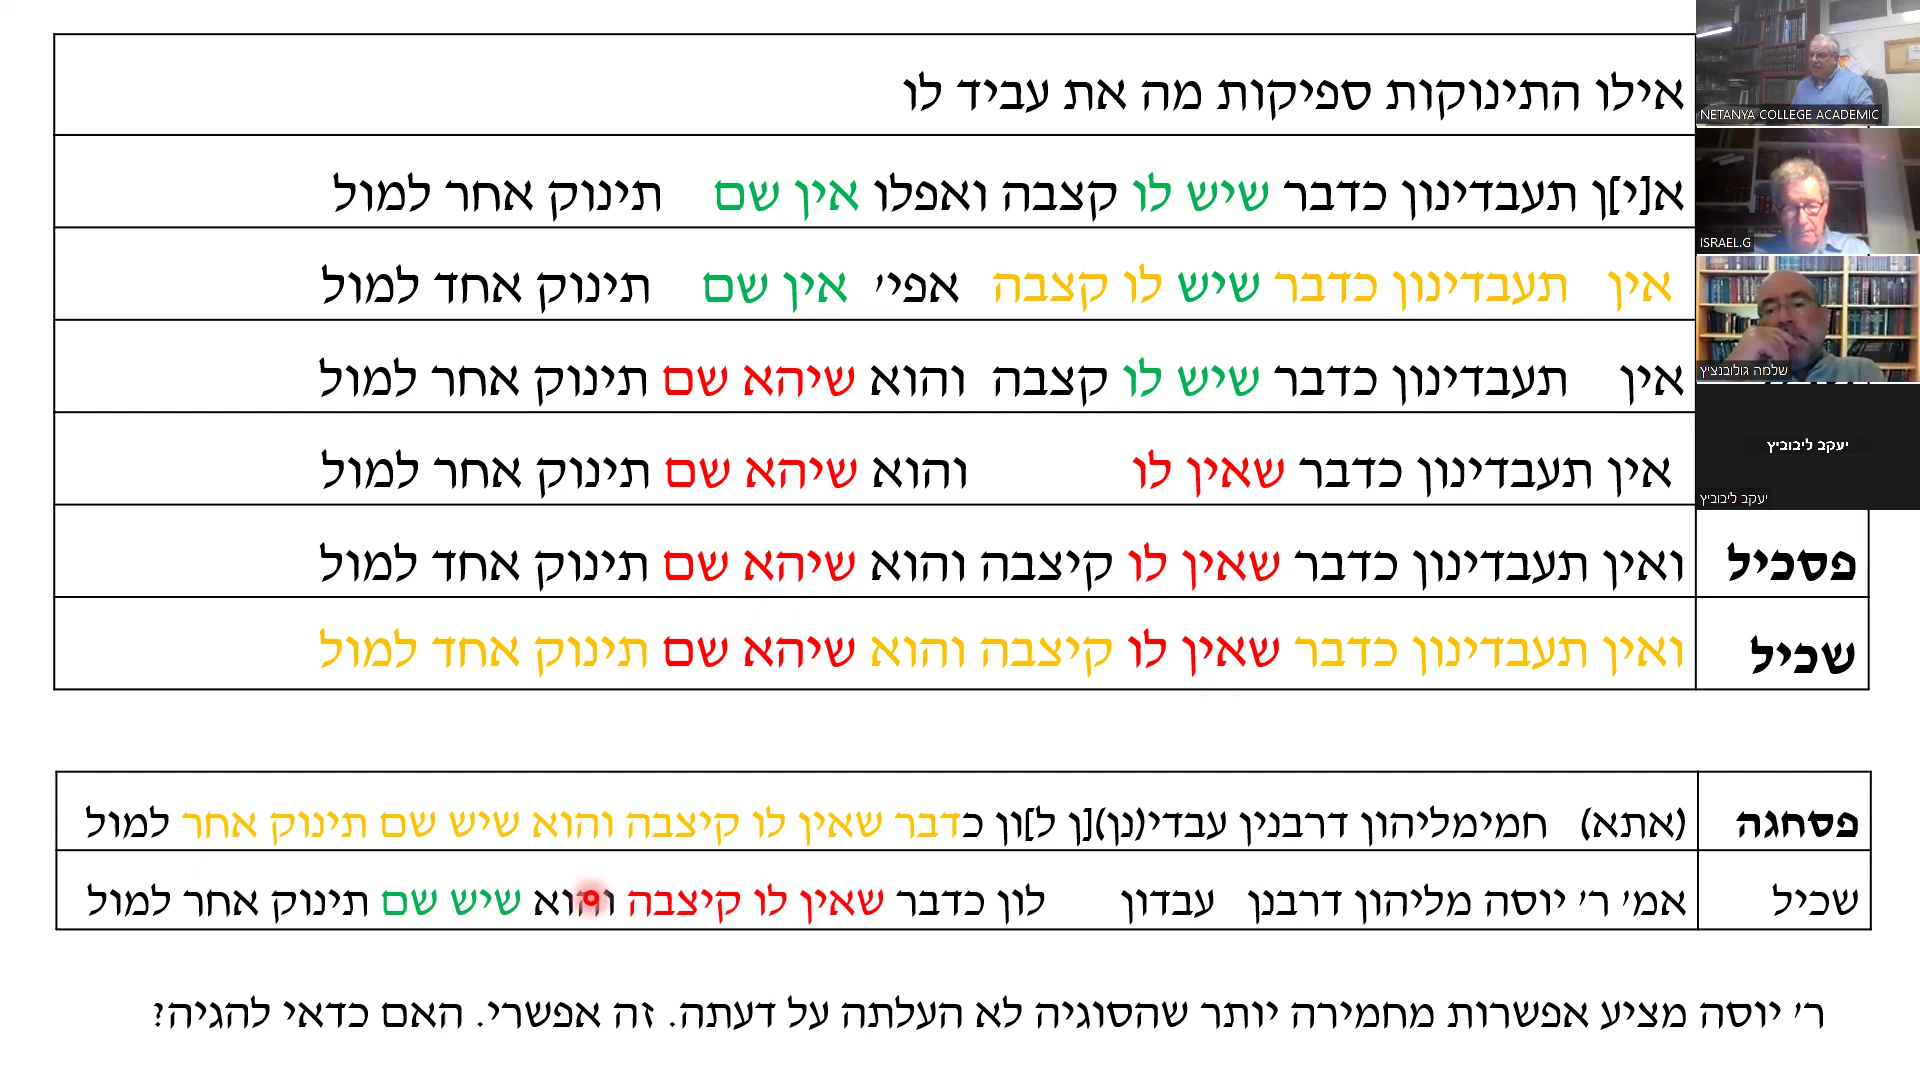 אילו התינוקות ספיקות מה את עביד לו
א[י]ן תעבדינון כדבר שיש לו קצבה ואפלו אין שם תינוק אחר למול
אין תעבדינון כדבר שיש לו קצבה אפי׳ אין שם תינוק אחד למול
אין תעבדינון כדבר שיש לו קצבה והוא שיהא שם תינוק אחר למול
אין תעבדינון כדבר שאין לו והוא שיהא שם תינוק אחר למול
פסכיל ואין תעבדינון כדבר שאין לו קיצבה והוא שיהא שם תינוק אחד למול
שכיל ואין תעבדינון כדבר שאין לו קיצבה והוא שיהא שם תינוק אחד למול
פסחגה (אתא) חמימליהון דרבנין עבדי(נן)[ן ל]ון כדבר שאין לו קיצבה והוא שיש שם תינוק אחר למול
שכיל אמ׳ ר׳ יוסה מליהון דרבנן עבדון לון כדבר שאין לו קיצבה והוא שיש שם תינוק אחר למול
ר׳ יוסה מציע אפשרות מחמירה יותר שהסוגיה לא העלתה על דעתה. זה אפשרי. האם כדאי להגיה?
NETANYA COLLEGE ACADEMIC
ISRAEL.G
שלמה גולובנציץ
יעקב ליבוביץ
יעקב ליבוביץ